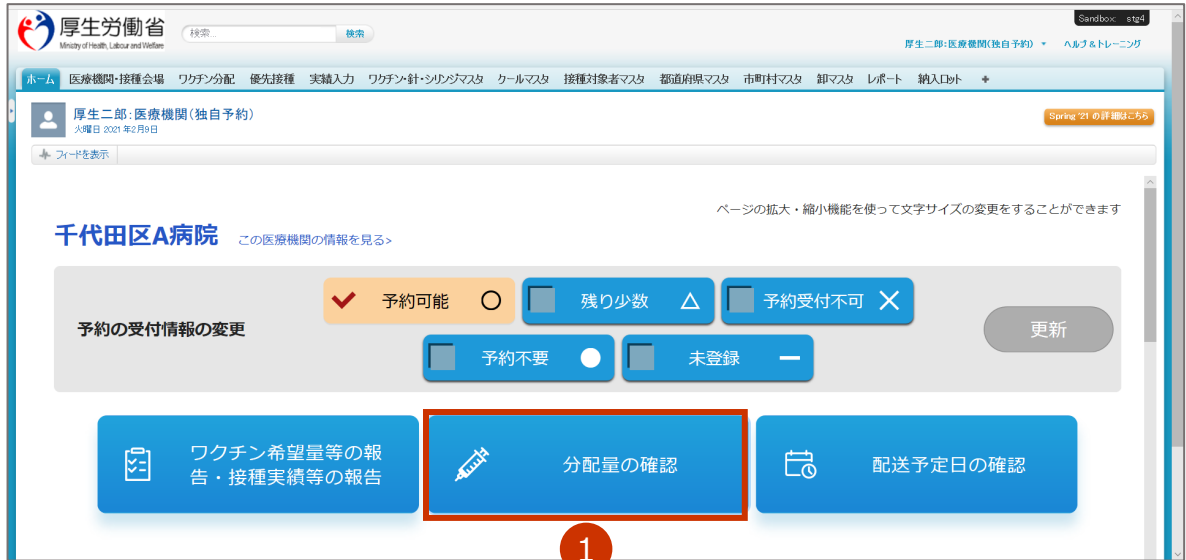 Sandbox: stg4
厚生労働省
Ministry of Health, Labour and Welfare
検索...
検索
厚生二郎:医療機関(独自予約)
ヘルプ&トレーニング
ホーム 医療機関・接種会場 ワクチン分配 優先接種 実績入力 ワクチン・針・シリンジマスタ クールマスタ 接種対象者マスタ 都道府県マスタ 市町村マスタ 卸マスタ レポート 納入ロット +
厚生二郎:医療機関(独自予約)
火曜日 2021年2月9日
Spring '21 の詳細はこちら
フィードを表示
ページの拡大・縮小機能を使って文字サイズの変更をすることができます
千代田区A病院 この医療機関の情報を見る>
予約の受付情報の変更
予約可能 ○
残り少数 △
予約受付不可 ×
予約不要 ●
未登録 ー
更新
ワクチン希望量等の報
告・接種実績等の報告
分配量の確認
配送予定日の確認
1